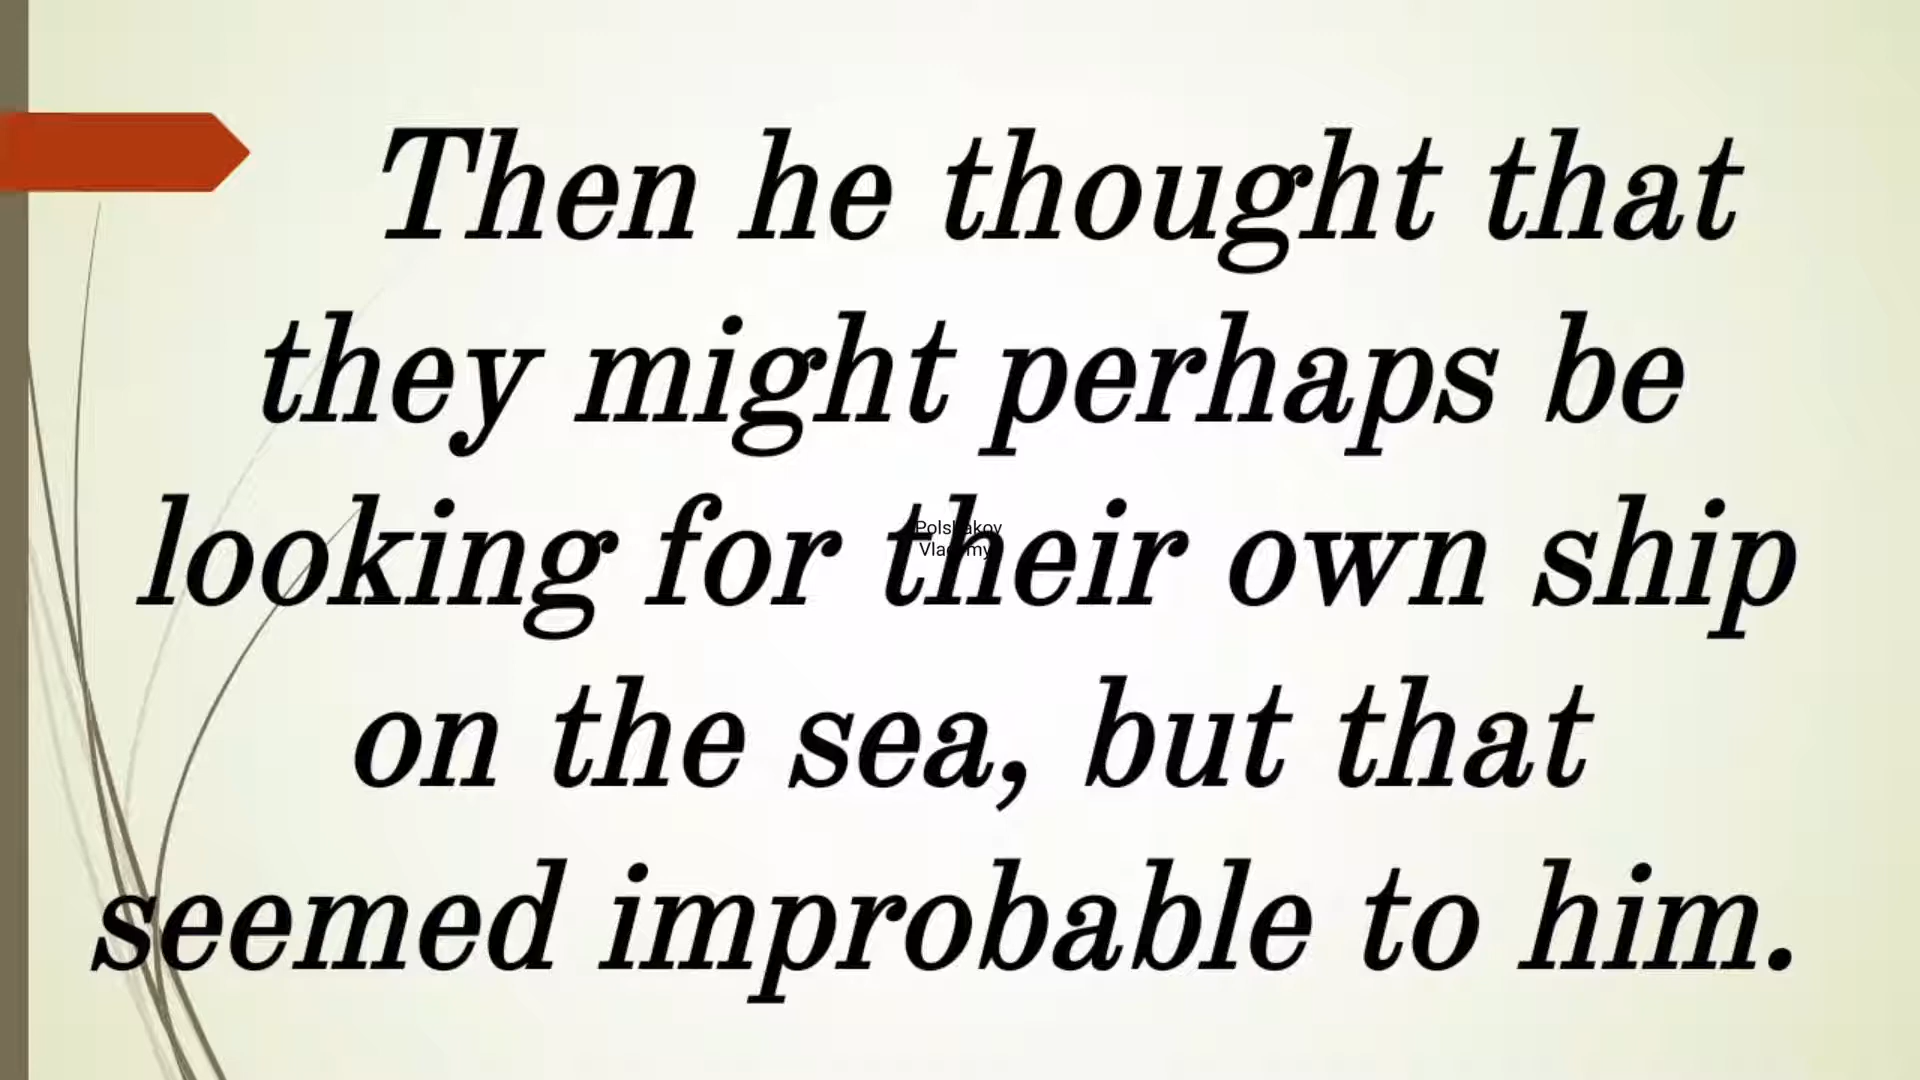 Then he thought that
they might perhaps be
looking for their own ship
on the sea, but that
seemed improbable to him.